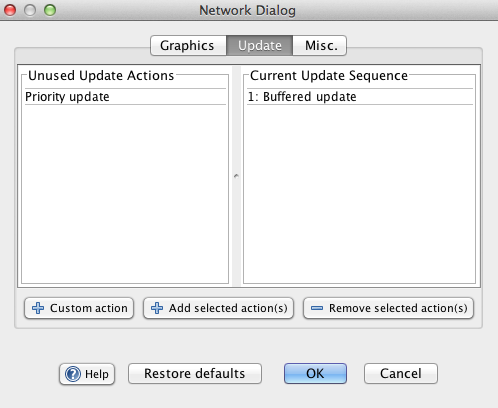 Network Dialog
Graphics Update Misc.
Unused Update Actions Current Update Sequence
Priority update 1: Buffered update
Custom action Add selected action(s) Remove selected action(s)
Help Restore defaults OK Cancel